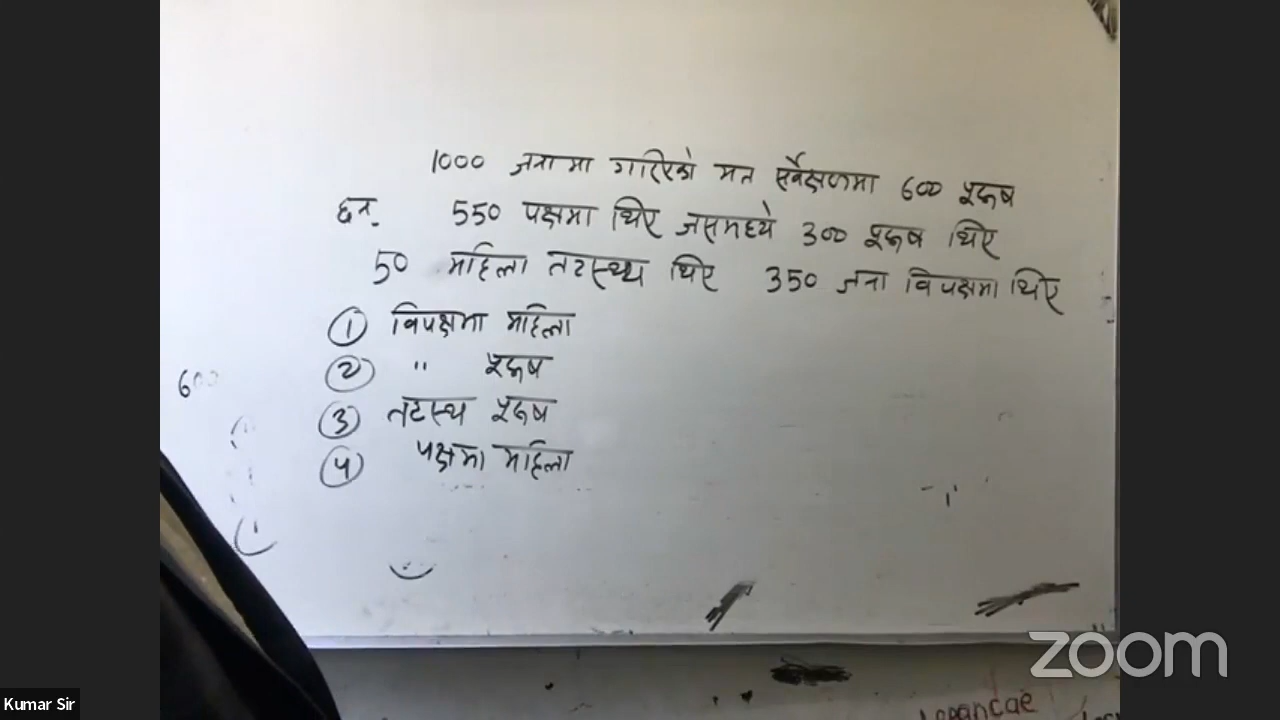 1000 जनामा गरिएको मत सर्वेक्षणमा 600 पुरुष
छन्. 550 पक्षमा थिए जसमध्ये 300 पुरुष थिए
50 महिला तटस्थ थिए 350 जना विपक्षमा थिए
① विपक्षमा महिला
② " पुरुष
600
③ तटस्थ पुरुष
④ पक्षमा महिला
zoom
Kumar Sir